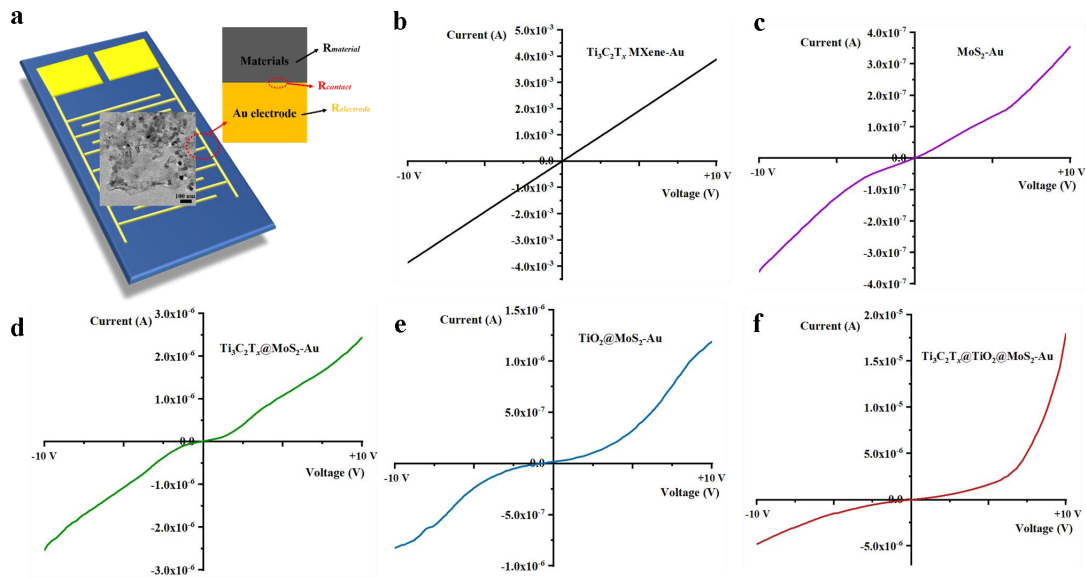 a
Materials
Rmaterial
Rcontact
Au electrode
Relectrode
100 nm
b
Current (A)
5.0x10⁻³
4.0x10⁻³
Ti₃C₂Tₓ MXene-Au
3.0x10⁻³
2.0x10⁻³
1.0x10⁻³
0.0
-10 V
+10 V
Voltage (V)
-1.0x10⁻³
-2.0x10⁻³
-3.0x10⁻³
-4.0x10⁻³
c
Current (A)
4.0x10⁻⁷
MoS₂-Au
3.0x10⁻⁷
2.0x10⁻⁷
1.0x10⁻⁷
0.0
-10 V
+10 V
Voltage (V)
-1.0x10⁻⁷
-2.0x10⁻⁷
-3.0x10⁻⁷
-4.0x10⁻⁷
d
Current (A)
3.0x10⁻⁶
Ti₃C₂Tₓ@MoS₂-Au
2.0x10⁻⁶
1.0x10⁻⁶
0.0
-10 V
+10 V
Voltage (V)
-1.0x10⁻⁶
-2.0x10⁻⁶
-3.0x10⁻⁶
e
Current (A)
1.5x10⁻⁶
TiO₂@MoS₂-Au
1.0x10⁻⁶
5.0x10⁻⁷
0.0
-10 V
+10 V
Voltage (V)
-5.0x10⁻⁷
-1.0x10⁻⁶
f
Current (A)
2.0x10⁻⁵
1.5x10⁻⁵
Ti₃C₂Tₓ@TiO₂@MoS₂-Au
1.0x10⁻⁵
5.0x10⁻⁶
0.0
-10 V
+10 V
Voltage (V)
-5.0x10⁻⁶